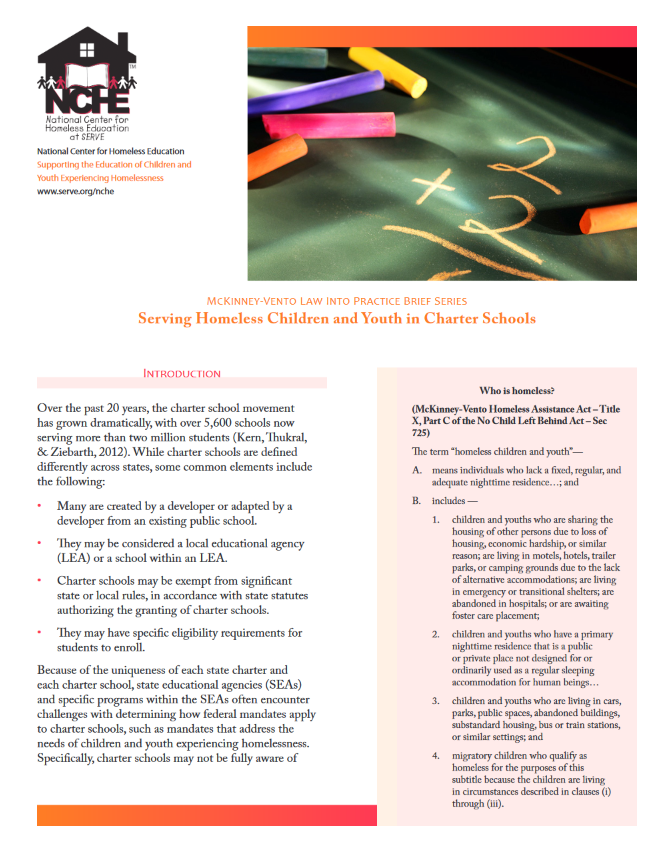 NCHE
TM
National Center for
Homeless Education
at SERVE
National Center for Homeless Education
Supporting the Education of Children and
Youth Experiencing Homelessness
www.serve.org/nche
+ 2
12
McKinney-Vento Law Into Practice Brief Series
Serving Homeless Children and Youth in Charter Schools
Introduction
Over the past 20 years, the charter school movement
has grown dramatically, with over 5,600 schools now
serving more than two million students (Kern, Thukral,
& Ziebarth, 2012). While charter schools are defined
differently across states, some common elements include
the following:
• Many are created by a developer or adapted by a
developer from an existing public school.
• They may be considered a local educational agency
(LEA) or a school within an LEA.
• Charter schools may be exempt from significant
state or local rules, in accordance with state statutes
authorizing the granting of charter schools.
• They may have specific eligibility requirements for
students to enroll.
Because of the uniqueness of each state charter and
each charter school, state educational agencies (SEAs)
and specific programs within the SEAs often encounter
challenges with determining how federal mandates apply
to charter schools, such as mandates that address the
needs of children and youth experiencing homelessness.
Specifically, charter schools may not be fully aware of
Who is homeless?
(McKinney-Vento Homeless Assistance Act – Title
X, Part C of the No Child Left Behind Act – Sec
725)
The term “homeless children and youth”—
A. means individuals who lack a fixed, regular, and
adequate nighttime residence…; and
B. includes —
1. children and youths who are sharing the
housing of other persons due to loss of
housing, economic hardship, or similar
reason; are living in motels, hotels, trailer
parks, or camping grounds due to the lack
of alternative accommodations; are living
in emergency or transitional shelters; are
abandoned in hospitals; or are awaiting
foster care placement;
2. children and youths who have a primary
nighttime residence that is a public
or private place not designed for or
ordinarily used as a regular sleeping
accommodation for human beings…
3. children and youths who are living in cars,
parks, public spaces, abandoned buildings,
substandard housing, bus or train stations,
or similar settings; and
4. migratory children who qualify as
homeless for the purposes of this
subtitle because the children are living
in circumstances described in clauses (i)
through (iii).